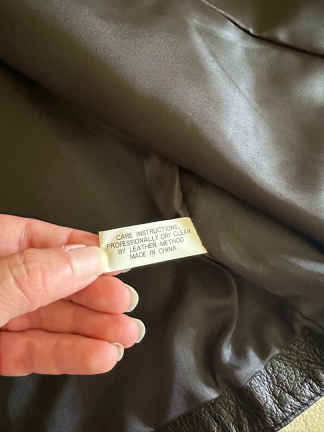 CARE INSTRUCTIONS,
PROFESSIONALLY DRY CLEAN
BY LEATHER METHOD
MADE IN CHINA